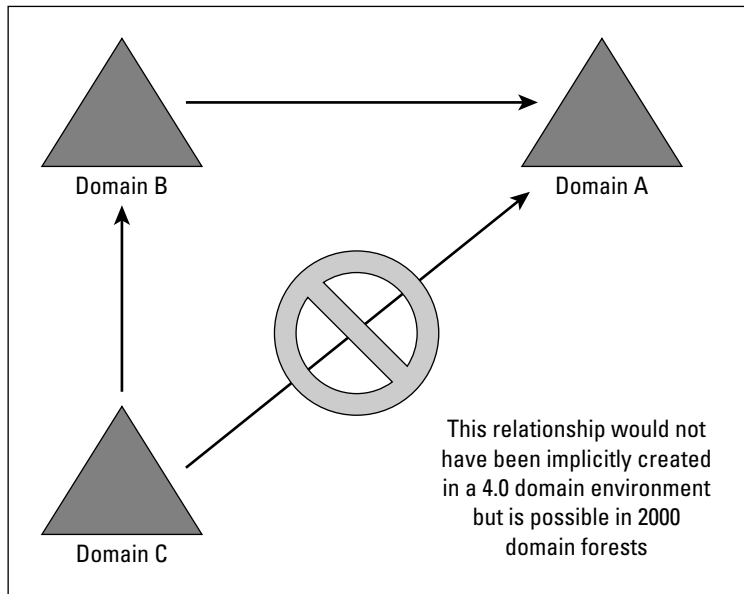 Domain B
Domain A
This relationship would not
have been implicitly created
in a 4.0 domain environment
but is possible in 2000
domain forests
Domain C